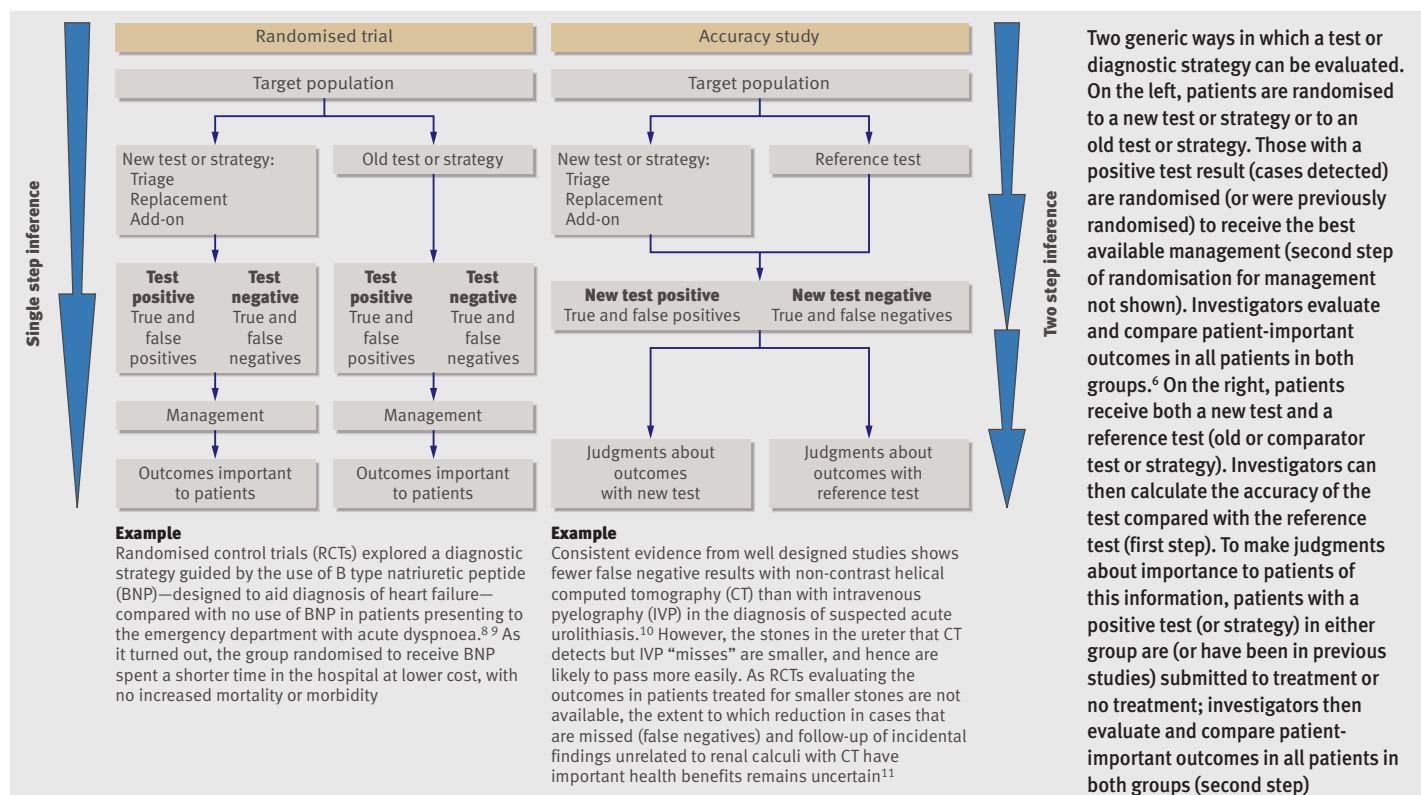 Single step inference
Randomised trial
Target population
New test or strategy:
Triage
Replacement
Add-on
Old test or strategy
Test
positive
True and
false
positives
Test
negative
True and
false
negatives
Test
positive
True and
false
positives
Test
negative
True and
false
negatives
Management
Management
Outcomes important
to patients
Outcomes important
to patients
Example
Randomised control trials (RCTs) explored a diagnostic
strategy guided by the use of B type natriuretic peptide
(BNP)—designed to aid diagnosis of heart failure—
compared with no use of BNP in patients presenting to
the emergency department with acute dyspnoea.8 9 As
it turned out, the group randomised to receive BNP
spent a shorter time in the hospital at lower cost, with
no increased mortality or morbidity
Accuracy study
Target population
New test or strategy:
Triage
Replacement
Add-on
Reference test
New test positive
True and false positives
New test negative
True and false negatives
Judgments about
outcomes
with new test
Judgments about
outcomes with
reference test
Example
Consistent evidence from well designed studies shows
fewer false negative results with non-contrast helical
computed tomography (CT) than with intravenous
pyelography (IVP) in the diagnosis of suspected acute
urolithiasis.10 However, the stones in the ureter that CT
detects but IVP “misses” are smaller, and hence are
likely to pass more easily. As RCTs evaluating the
outcomes in patients treated for smaller stones are not
available, the extent to which reduction in cases that
are missed (false negatives) and follow-up of incidental
findings unrelated to renal calculi with CT have
important health benefits remains uncertain11
Two step inference
Two generic ways in which a test or
diagnostic strategy can be evaluated.
On the left, patients are randomised
to a new test or strategy or to an
old test or strategy. Those with a
positive test result (cases detected)
are randomised (or were previously
randomised) to receive the best
available management (second step
of randomisation for management
not shown). Investigators evaluate
and compare patient-important
outcomes in all patients in both
groups.6 On the right, patients
receive both a new test and a
reference test (old or comparator
test or strategy). Investigators can
then calculate the accuracy of the
test compared with the reference
test (first step). To make judgments
about importance to patients of
this information, patients with a
positive test (or strategy) in either
group are (or have been in previous
studies) submitted to treatment or
no treatment; investigators then
evaluate and compare patient-
important outcomes in all patients in
both groups (second step)